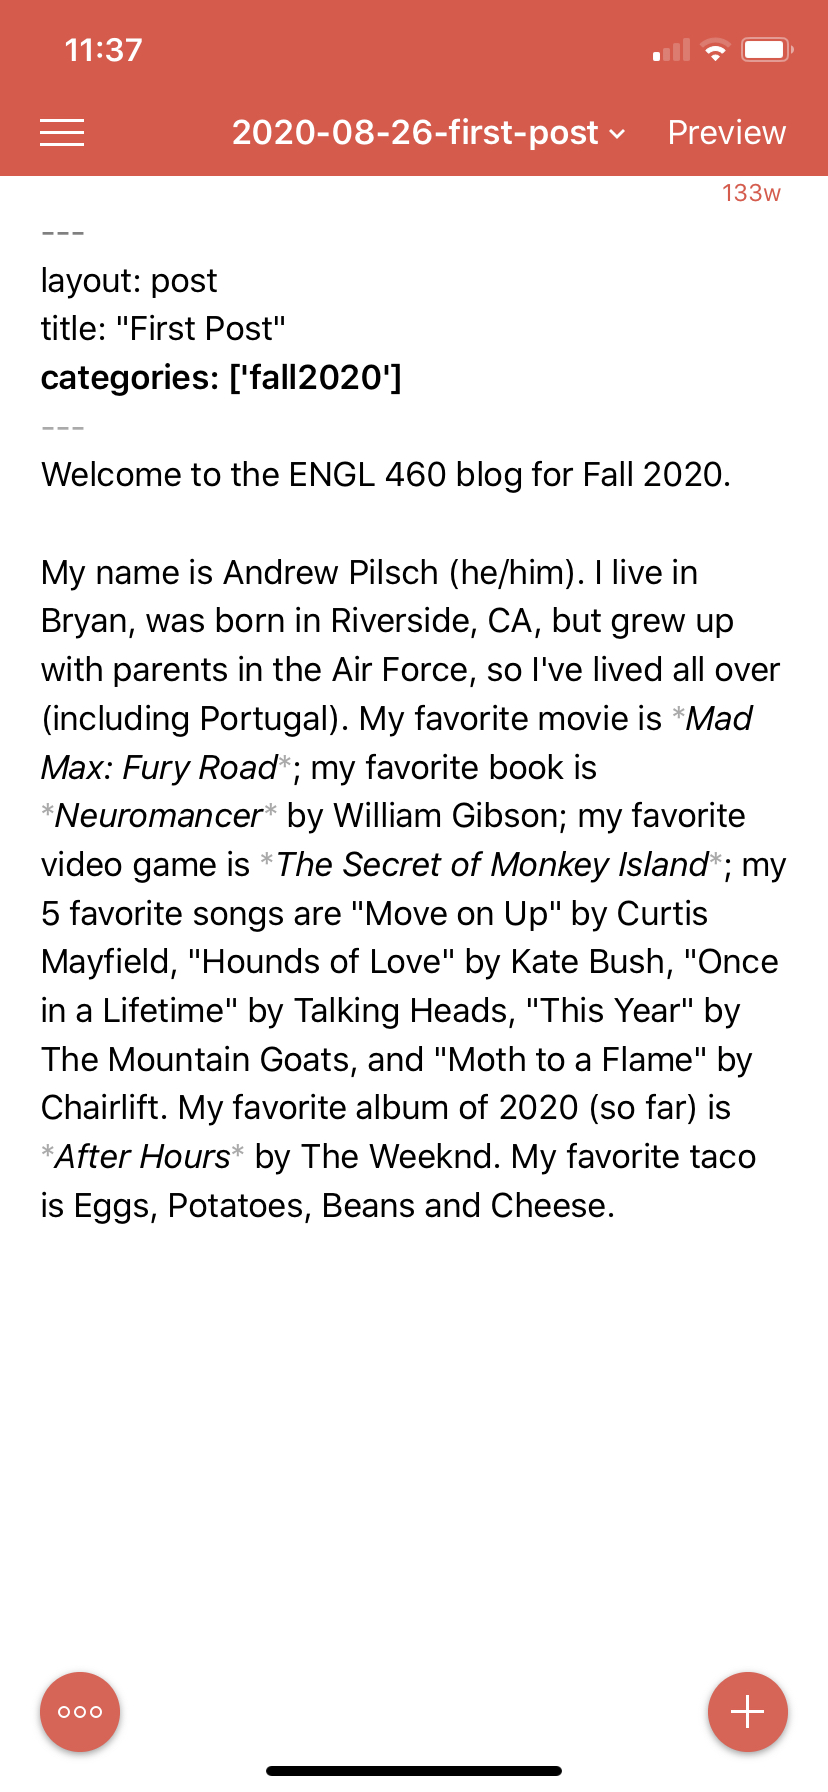 11:37
2020-08-26-first-post
Preview
133w
---
layout: post
title: "First Post"
categories: ['fall2020']
---
Welcome to the ENGL 460 blog for Fall 2020.
My name is Andrew Pilsch (he/him). I live in
Bryan, was born in Riverside, CA, but grew up
with parents in the Air Force, so I've lived all over
(including Portugal). My favorite movie is *Mad
Max: Fury Road*; my favorite book is
*Neuromancer* by William Gibson; my favorite
video game is *The Secret of Monkey Island*; my
5 favorite songs are "Move on Up" by Curtis
Mayfield, "Hounds of Love" by Kate Bush, "Once
in a Lifetime" by Talking Heads, "This Year" by
The Mountain Goats, and "Moth to a Flame" by
Chairlift. My favorite album of 2020 (so far) is
*After Hours* by The Weeknd. My favorite taco
is Eggs, Potatoes, Beans and Cheese.